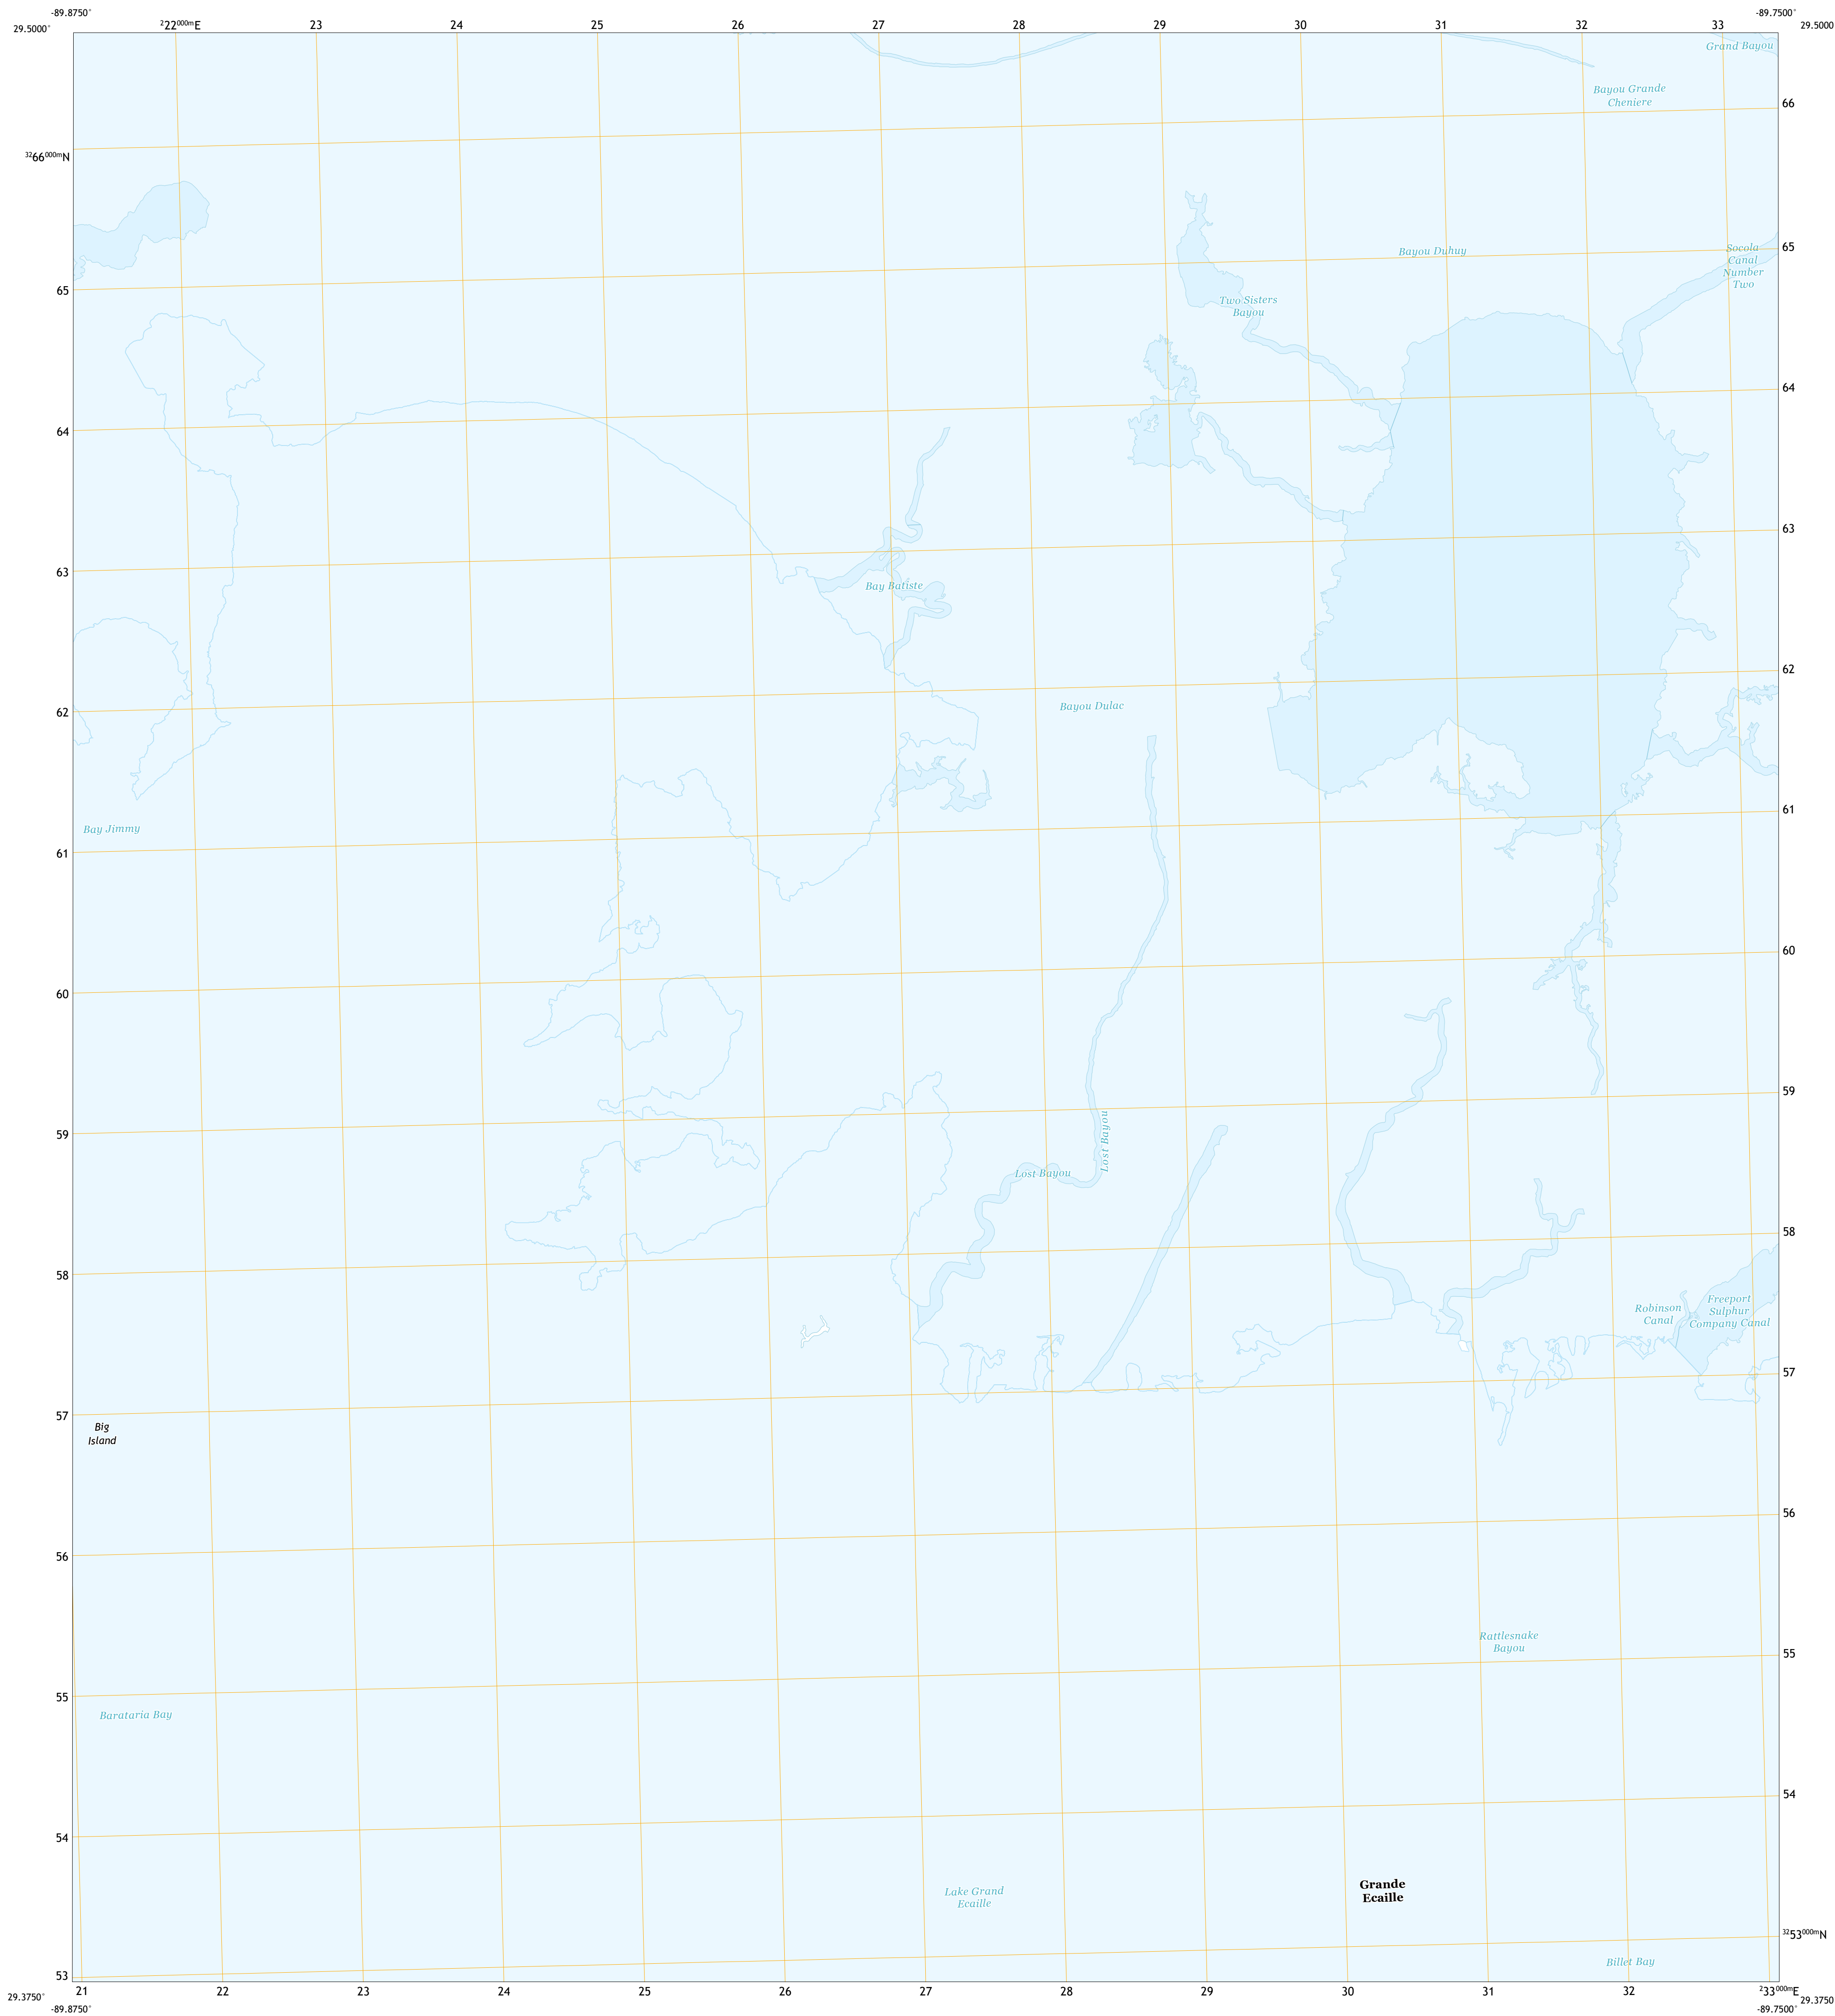 -89.8750°
-89.7500°
29.5000°
²22⁰⁰⁰ᵐE
23
24
25
26
27
28
29
30
31
32
33
29.5000
Grand Bayou
Bayou Grande
Cheniere
66
³²66⁰⁰⁰ᵐN
Bayou Duhuy
65
Socola
Canal
Number
Two
65
Two Sisters
Bayou
64
64
63
63
Bay Batiste
62
62
Bayou Dulac
61
Bay Jimmy
61
60
60
59
59
Lost Bayou
Lost Bayou
58
58
Robinson
Canal
Freeport
Sulphur
Company Canal
57
57
Big
Island
56
56
Rattlesnake
Bayou
55
55
Barataria Bay
54
54
Grande
Ecaille
Lake Grand
Ecaille
³²53⁰⁰⁰ᵐN
Billet Bay
53
21
22
23
24
25
26
27
28
29
30
31
32
²33⁰⁰⁰ᵐE
29.3750°
29.3750
-89.8750°
-89.7500°